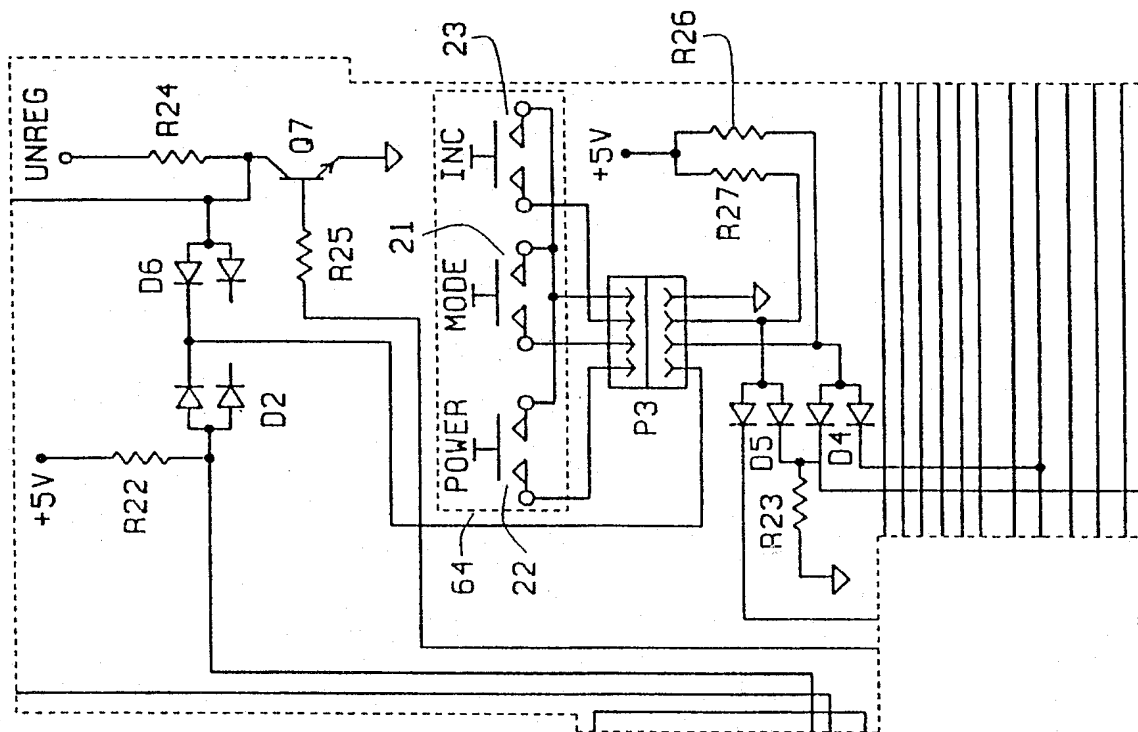 UNREG
R24
Q7
D6
R25
+5V
R22
D2
23
INC
21
MODE
POWER
22
64
R26
+5V
R27
P3
D5
D4
R23